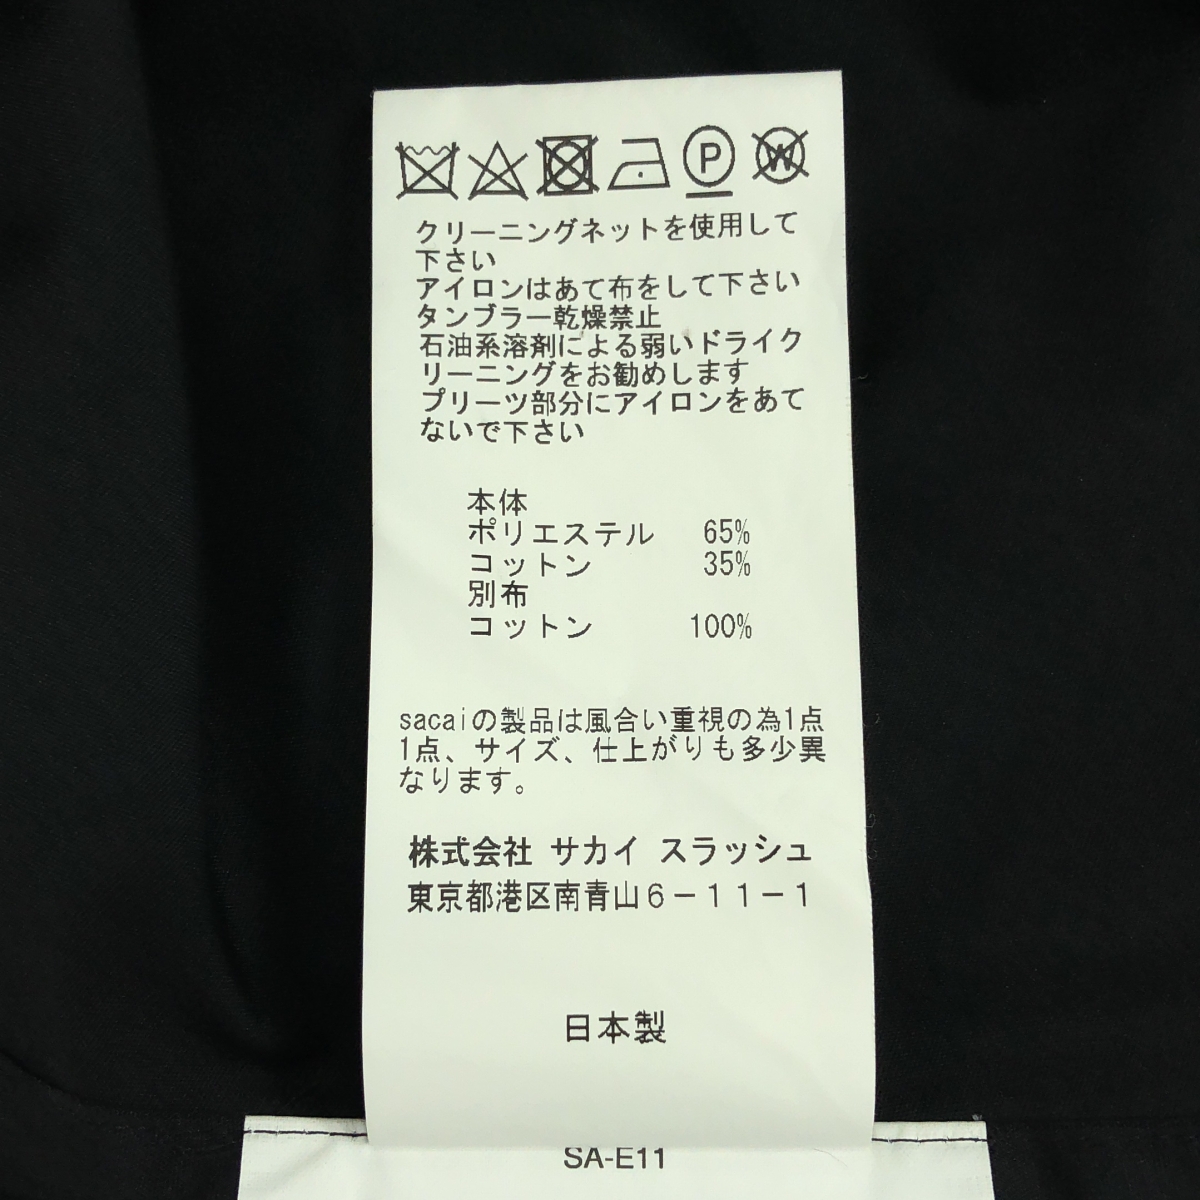 P W
クリーニングネットを使用して
下さい
アイロンはあて布をして下さい
タンブラー乾燥禁止
石油系溶剤による弱いドライク
リーニングをお勧めします
プリーツ部分にアイロンをあて
ないで下さい
本体
ポリエステル 65%
コットン 35%
別布
コットン 100%
sacaiの製品は風合い重視の為1点
1点、サイズ、仕上がりも多少異
なります。
株式会社 サカイ スラッシュ
東京都港区南青山6－11－1
日本製
SA-E11